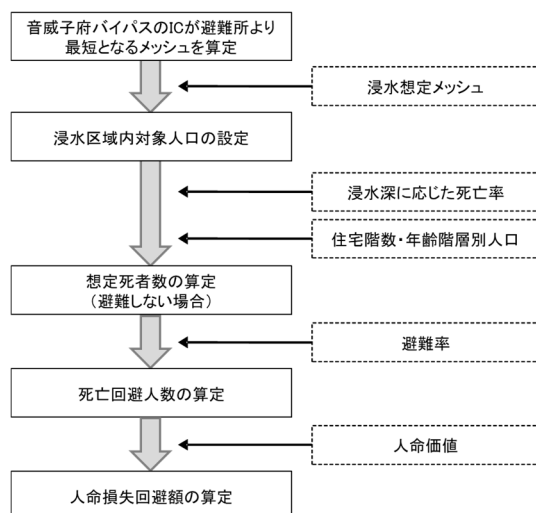 音威子府バイパスのICが避難所より
最短となるメッシュを算定
浸水想定メッシュ
浸水区域内対象人口の設定
浸水深に応じた死亡率
住宅階数・年齢階層別人口
想定死者数の算定
(避難しない場合)
避難率
死亡回避人数の算定
人命価値
人命損失回避額の算定